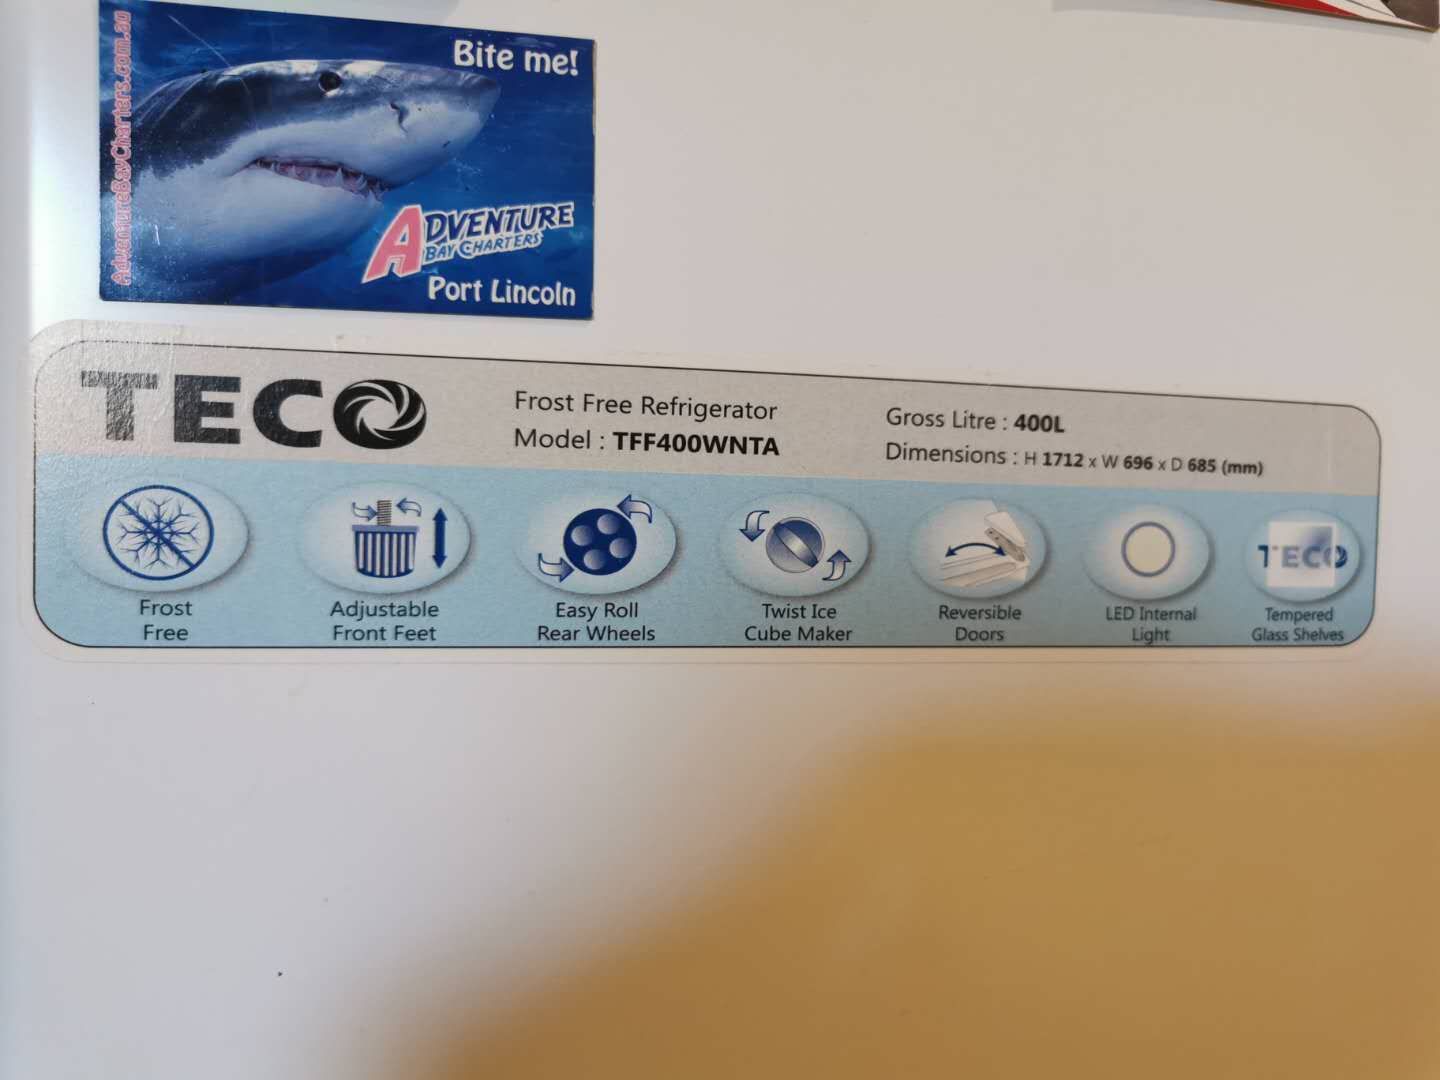 AdventureBayCharters.com.au
Bite me!
ADVENTURE
BAY CHARTERS
Port Lincoln
TECO
Frost Free Refrigerator
Model : TFF400WNTA
Gross Litre : 400L
Dimensions : H 1712 x W 696 x D 685 (mm)
Frost
Free
Adjustable
Front Feet
Easy Roll
Rear Wheels
Twist Ice
Cube Maker
Reversible
Doors
LED Internal
Light
TECO
Tempered
Glass Shelves